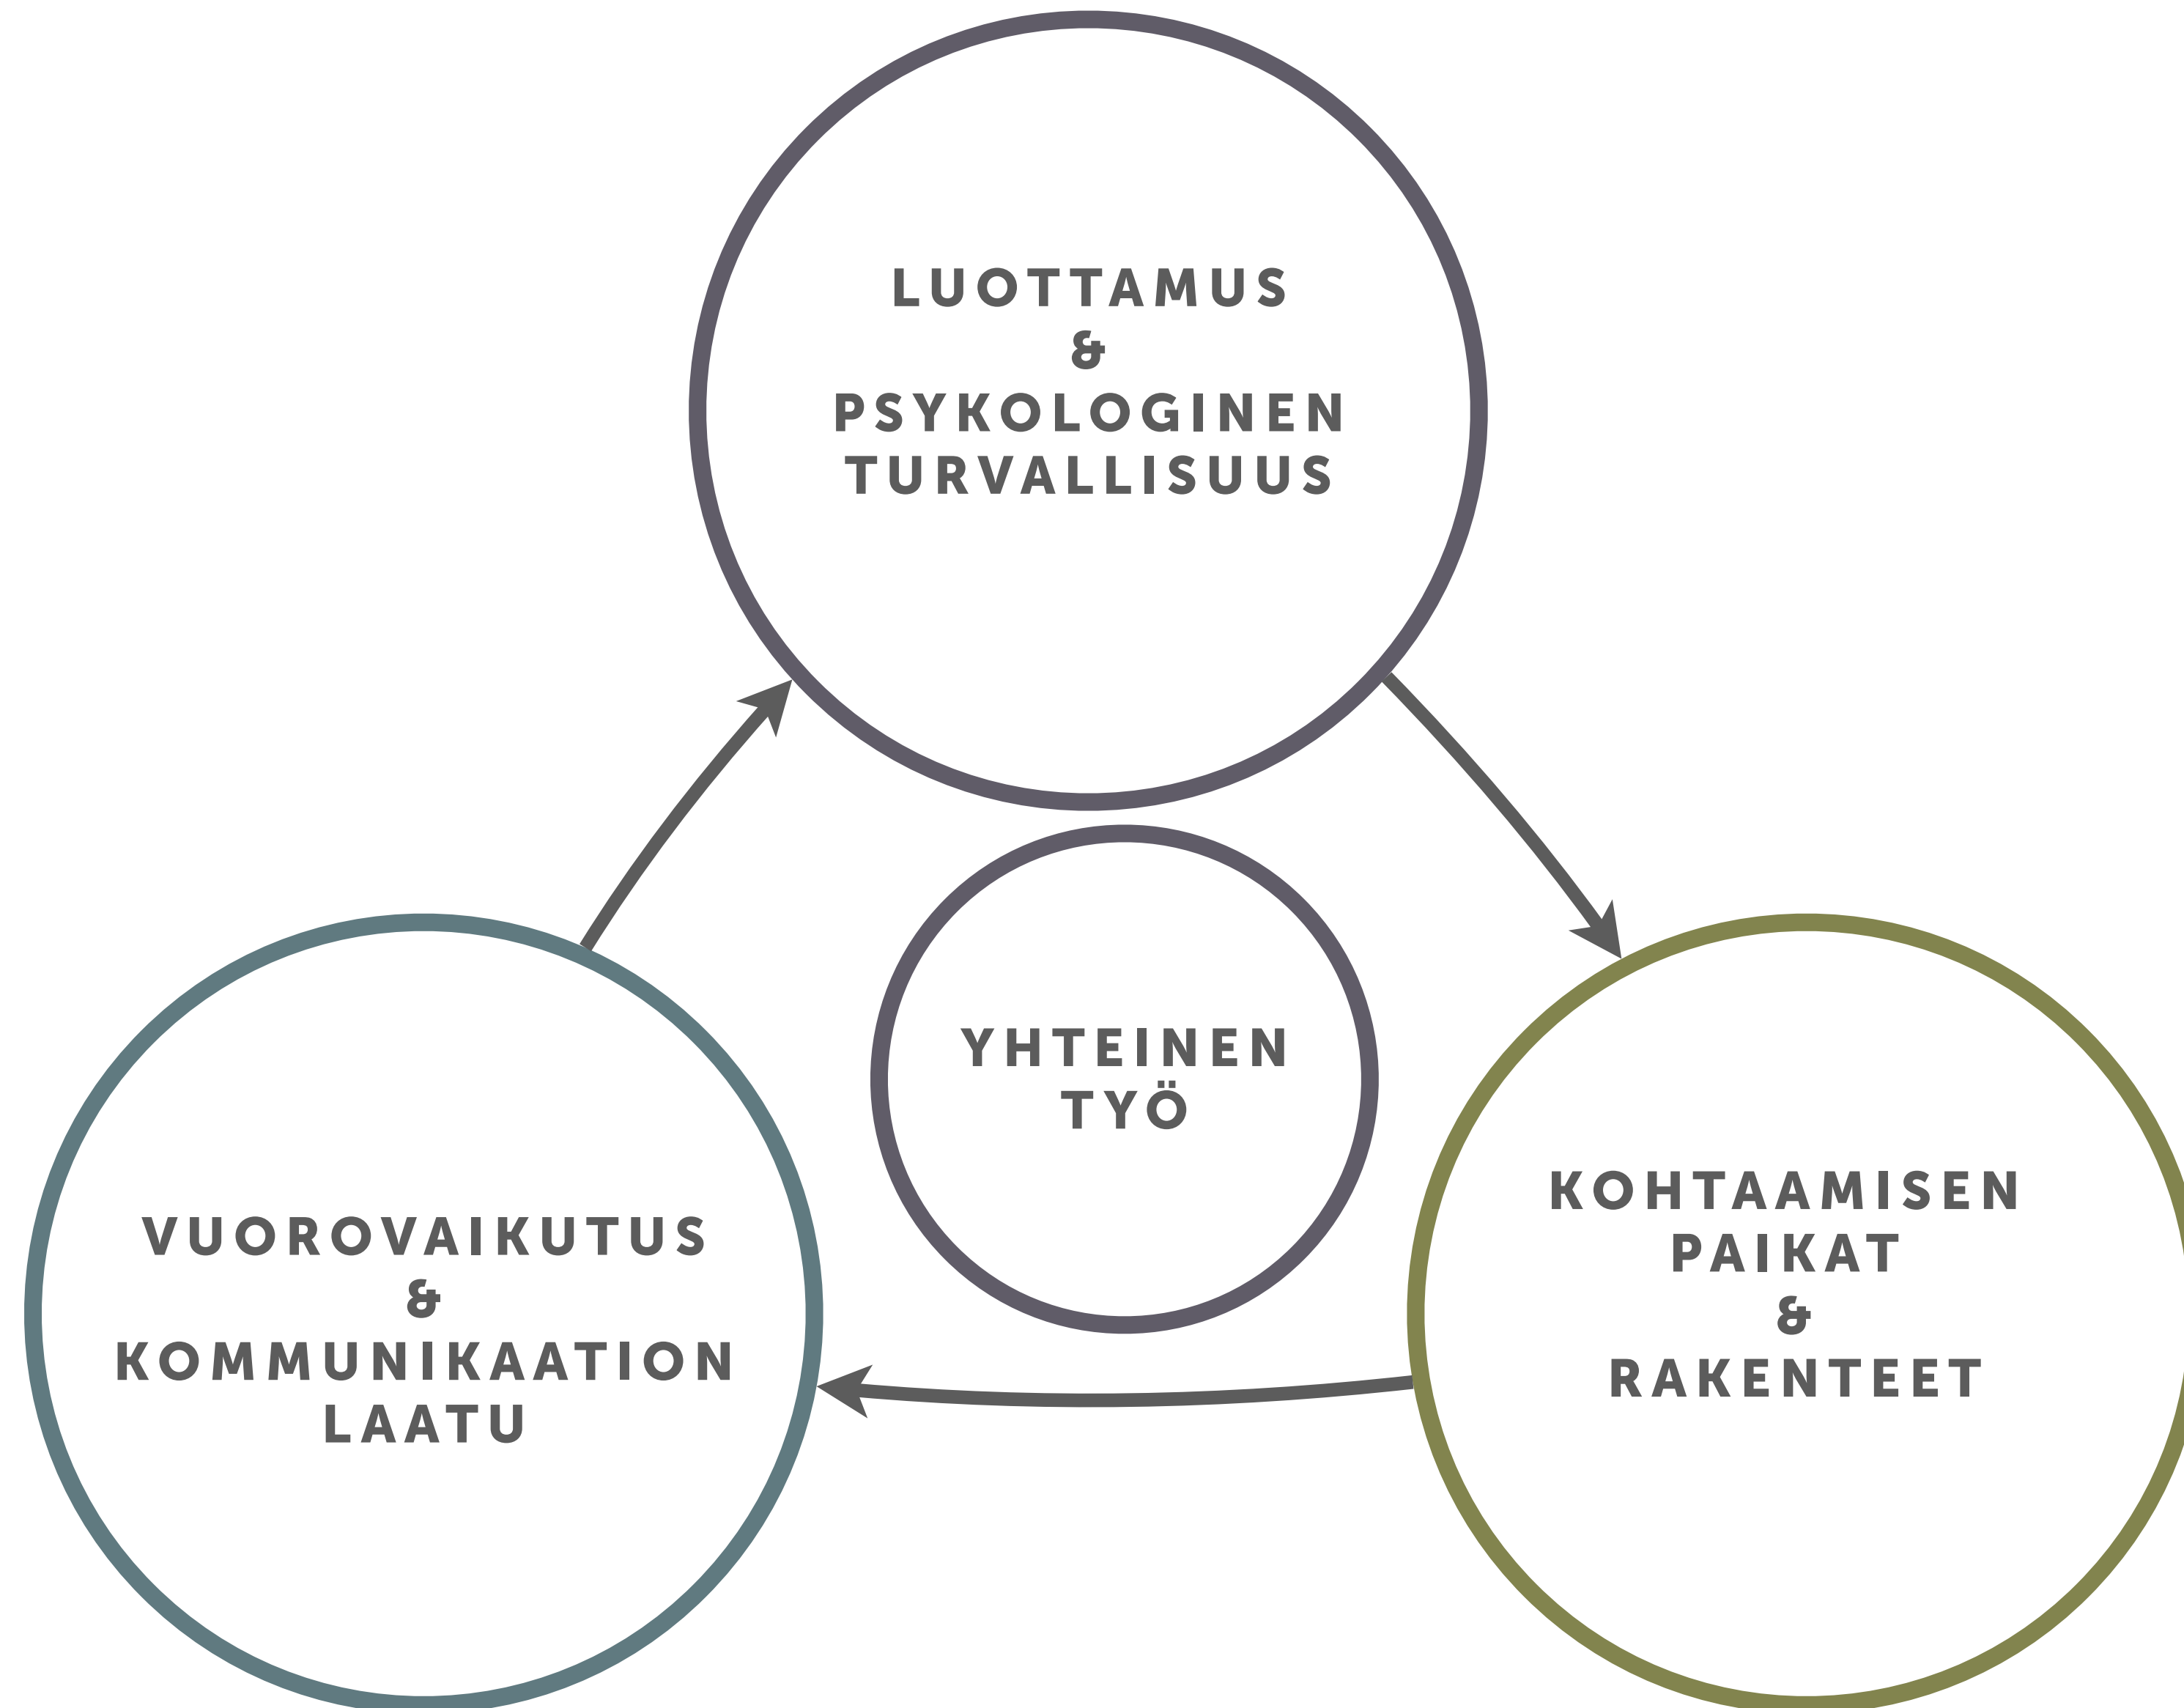 LUOTTAMUS
&
PSYKOLOGINEN
TURVALLISUUS
YHTEINEN
TYÖ
VUOROVAIKUTUS
&
KOMMUNIKAATION
LAATU
KOHTAAMISEN
PAIKAT
&
RAKENTEET